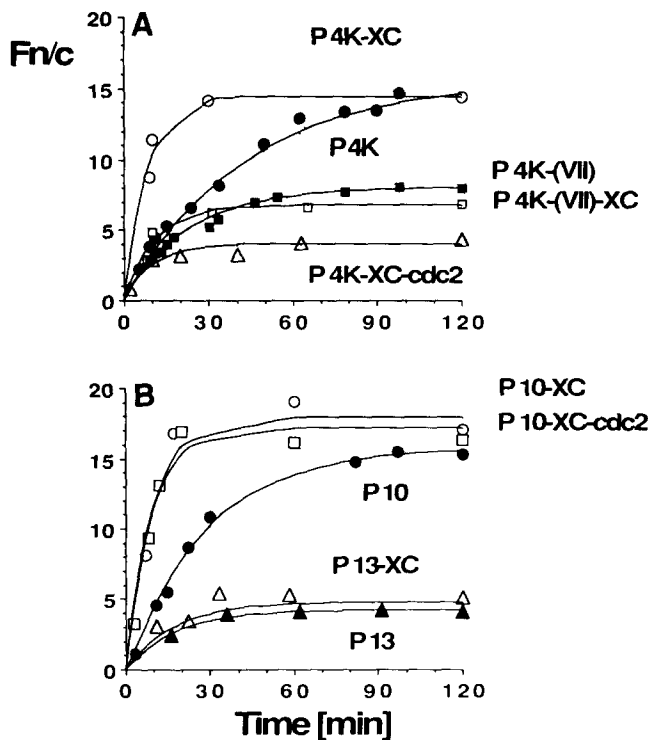 A
P4K-XC
Fn/c
20
15
10
5
0
P4K
P4K-(VII)
P4K-(VII)-XC
P4K-XC-cdc2
0 30 60 90 120
B
P10-XC
P10-XC-cdc2
20
15
10
5
0
P10
P13-XC
P13
0 30 60 90 120
Time [min]